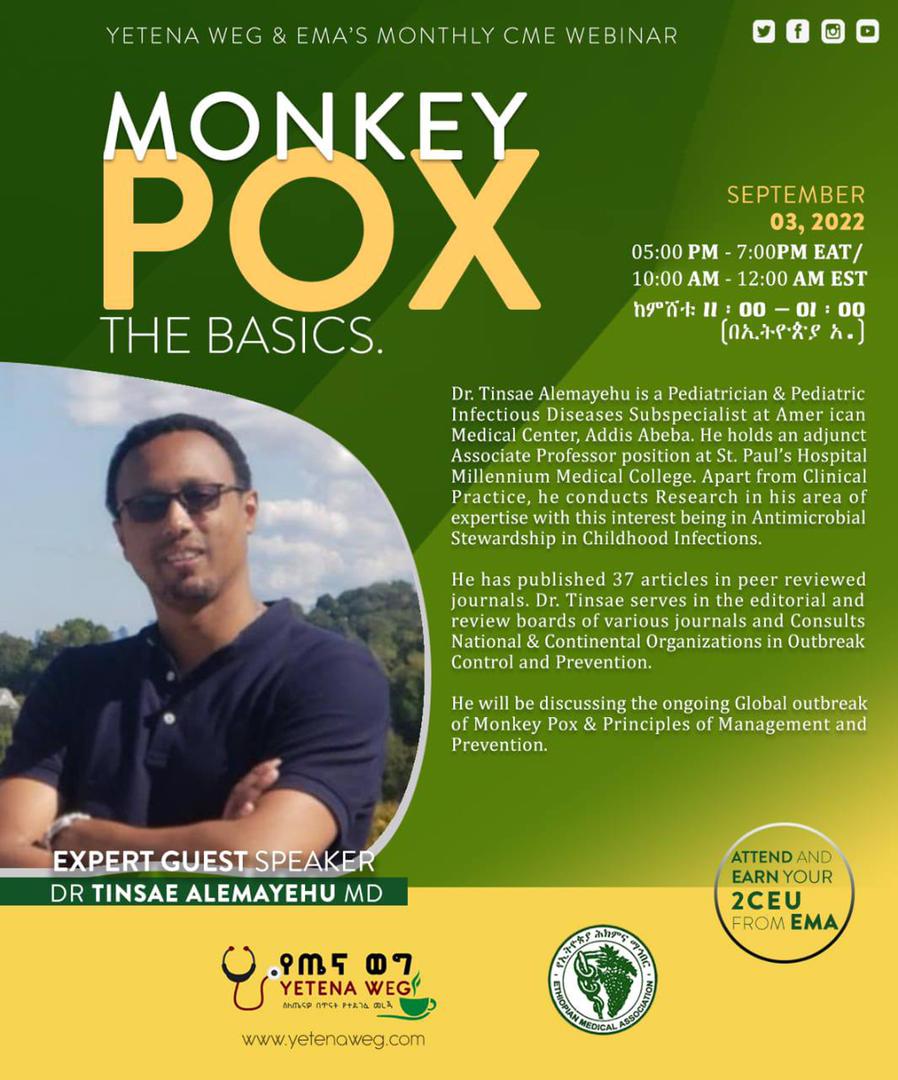 YETENA WEG & EMA'S MONTHLY CME WEBINAR
MONKEY
POX
THE BASICS.
SEPTEMBER
03, 2022
05:00 PM - 7:00PM EAT/
10:00 AM - 12:00 AM EST
ከምሽቱ 11 : 00 – 01 : 00
(በኢትዮጵያ አ.)
Dr. Tinsae Alemayehu is a Pediatrician & Pediatric
Infectious Diseases Subspecialist at Amer ican
Medical Center, Addis Abeba. He holds an adjunct
Associate Professor position at St. Paul's Hospital
Millennium Medical College. Apart from Clinical
Practice, he conducts Research in his area of
expertise with this interest being in Antimicrobial
Stewardship in Childhood Infections.
He has published 37 articles in peer reviewed
journals. Dr. Tinsae serves in the editorial and
review boards of various journals and Consults
National & Continental Organizations in Outbreak
Control and Prevention.
He will be discussing the ongoing Global outbreak
of Monkey Pox & Principles of Management and
Prevention.
EXPERT GUEST SPEAKER
DR TINSAE ALEMAYEHU MD
ATTEND AND
EARN YOUR
2CEU
FROM EMA
የጤና ወግ
YETENA WEG
ስለጤናዎ በጥናት የተደገፈ መረጃ
www.yetenaweg.com
የኢትዮጵያ ሕክምና ማኅበር
ETHIOPIAN MEDICAL ASSOCIATION